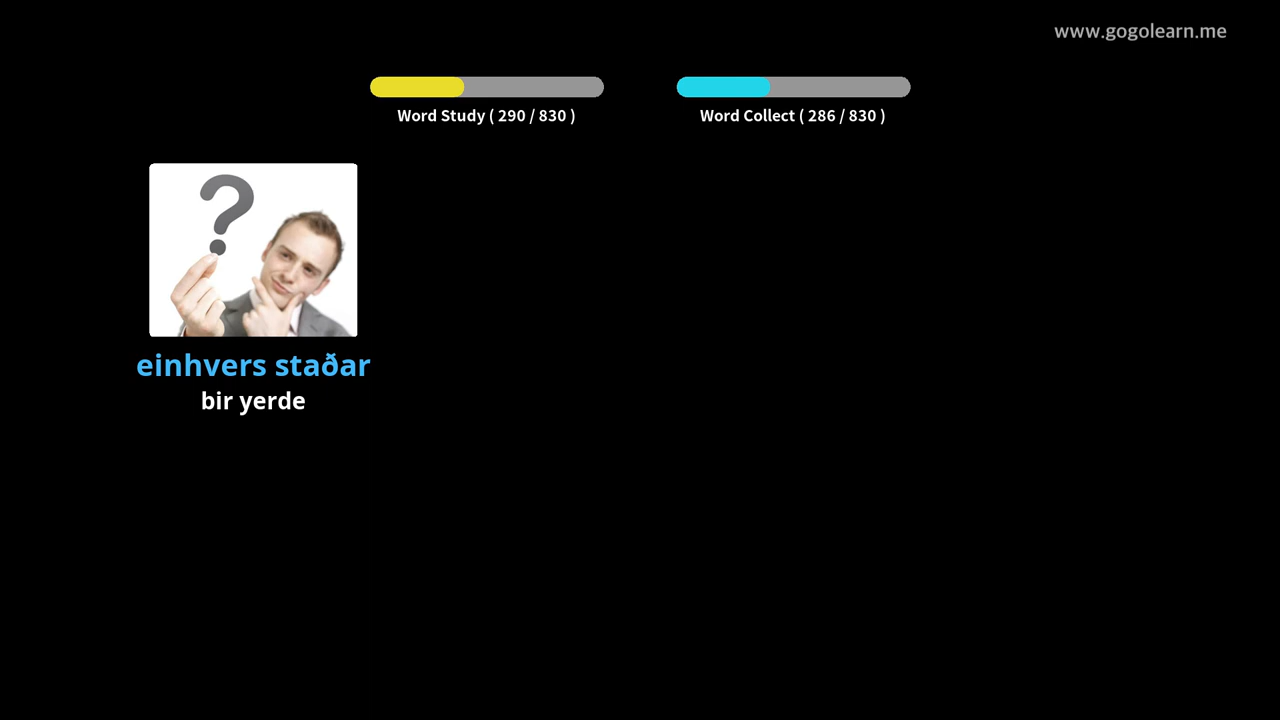 www.gogolearn.me
Word Study ( 290 / 830 )
Word Collect ( 286 / 830 )
einhvers staðar
bir yerde